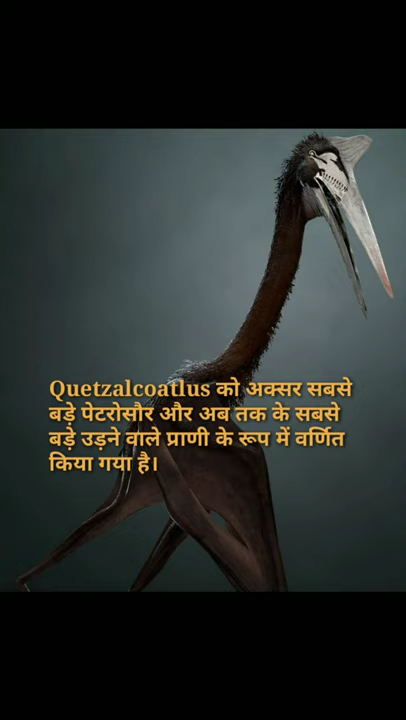 Quetzalcoatlus को अक्सर सबसे
बड़े पेटरोसौर और अब तक के सबसे
बड़े उड़ने वाले प्राणी के रूप में वर्णित
किया गया है।